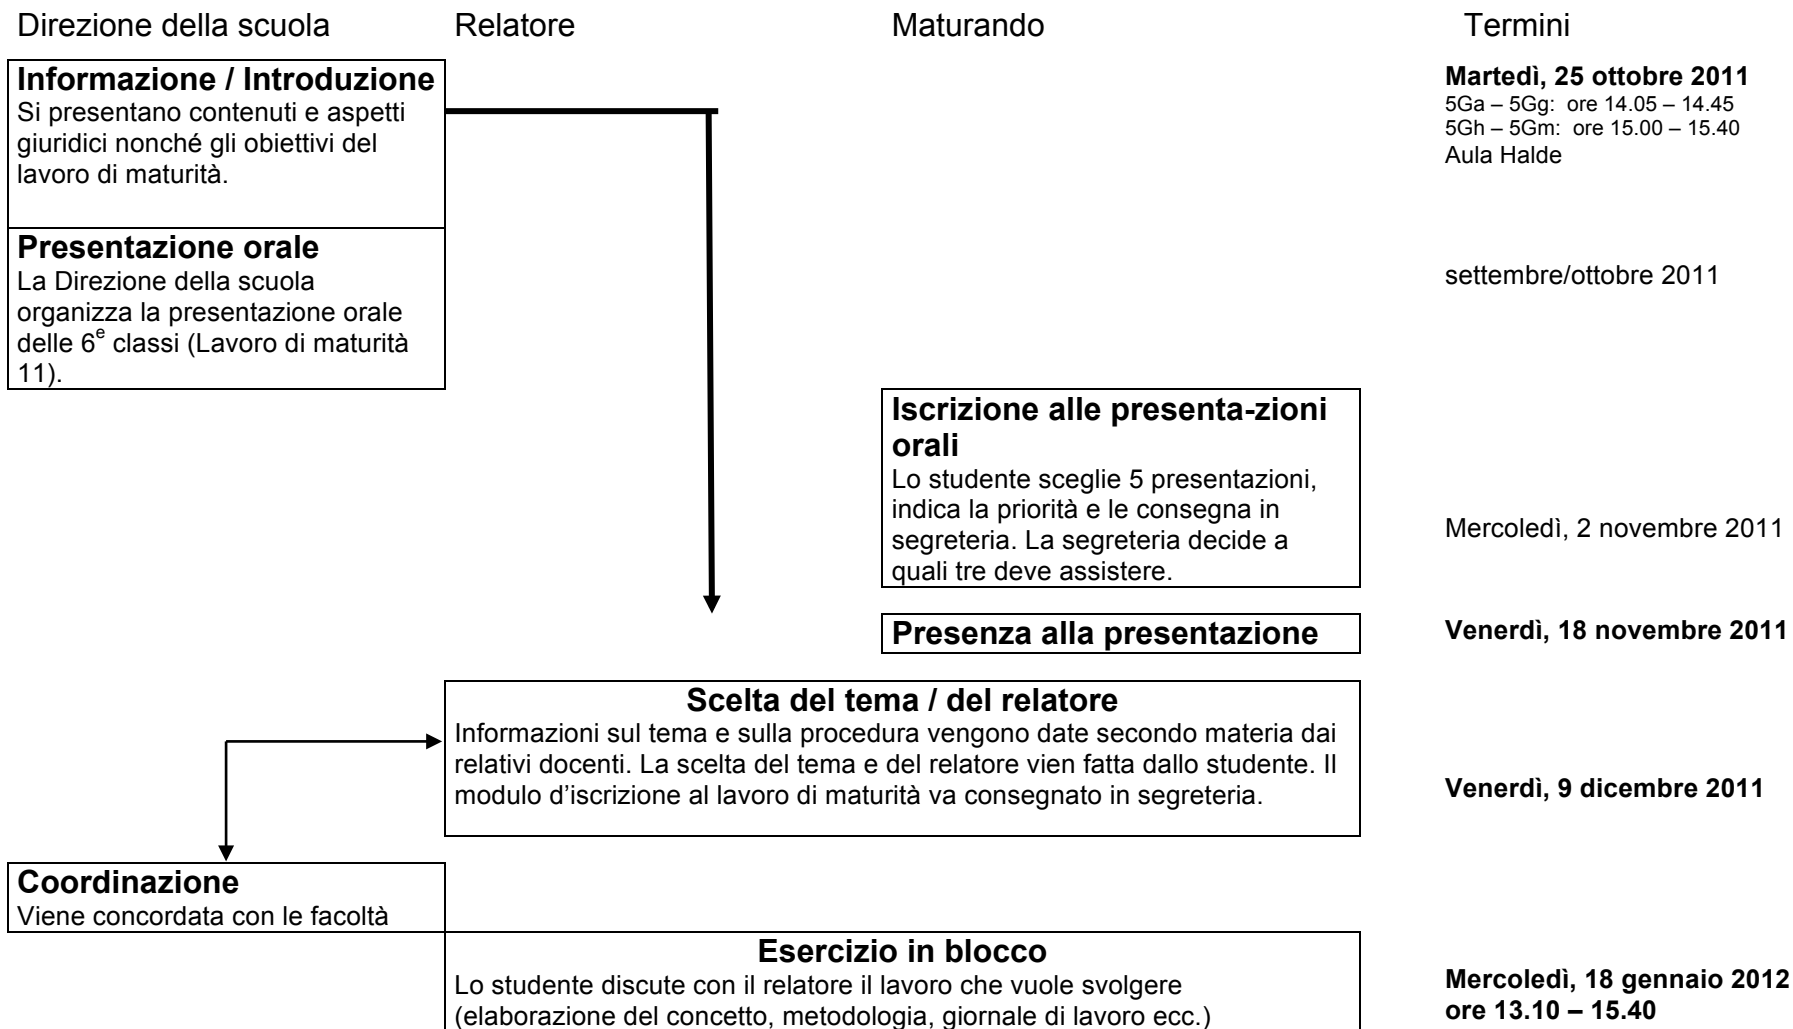 Direzione della scuola Relatore Maturando Termini
Informazione / Introduzione
Si presentano contenuti e aspetti
giuridici nonché gli obiettivi del
lavoro di maturità.
Martedì, 25 ottobre 2011
5Ga – 5Gg: ore 14.05 – 14.45
5Gh – 5Gm: ore 15.00 – 15.40
Aula Halde
Presentazione orale
La Direzione della scuola
organizza la presentazione orale
delle 6e classi (Lavoro di maturità
11).
settembre/ottobre 2011
Iscrizione alle presenta-zioni
orali
Lo studente sceglie 5 presentazioni,
indica la priorità e le consegna in
segreteria. La segreteria decide a
quali tre deve assistere.
Mercoledì, 2 novembre 2011
Presenza alla presentazione
Venerdì, 18 novembre 2011
Scelta del tema / del relatore
Informazioni sul tema e sulla procedura vengono date secondo materia dai
relativi docenti. La scelta del tema e del relatore vien fatta dallo studente. Il
modulo d’iscrizione al lavoro di maturità va consegnato in segreteria.
Venerdì, 9 dicembre 2011
Coordinazione
Viene concordata con le facoltà
Esercizio in blocco
Lo studente discute con il relatore il lavoro che vuole svolgere
(elaborazione del concetto, metodologia, giornale di lavoro ecc.)
Mercoledì, 18 gennaio 2012
ore 13.10 – 15.40